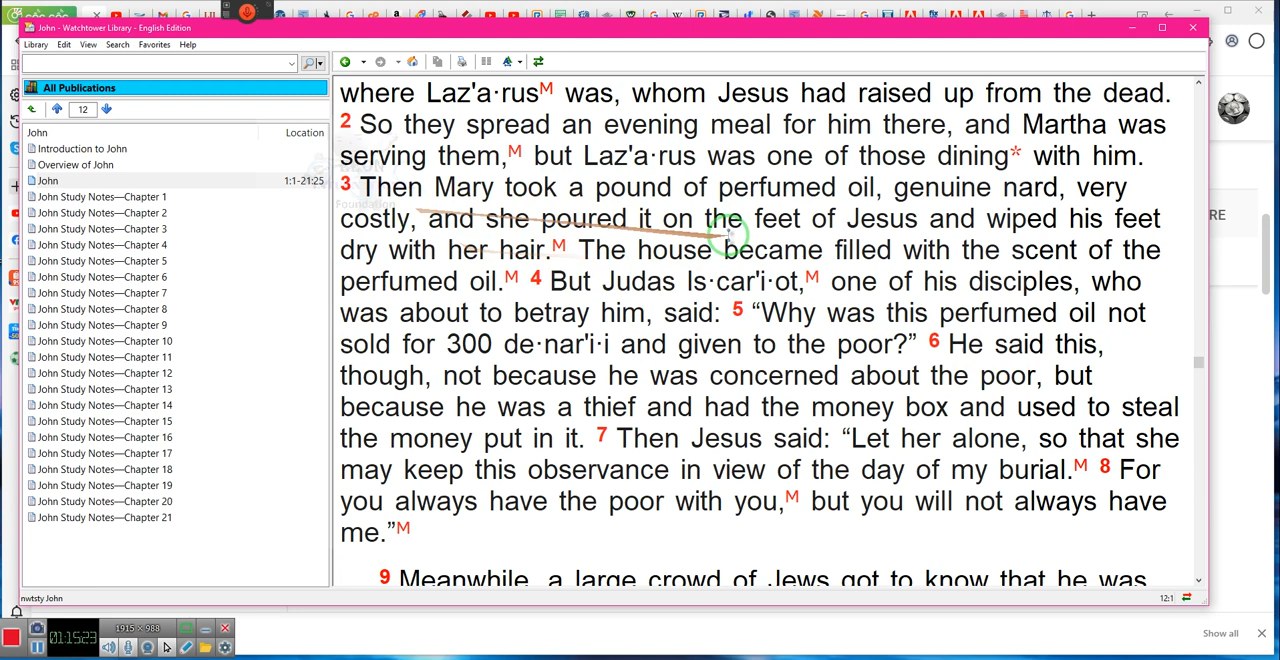 John - Watchtower Library - English Edition
Library Edit View Search Favorites Help
All Publications
12
John Location
Introduction to John
Overview of John
John 1:1-21:25
John Study Notes—Chapter 1
John Study Notes—Chapter 2
John Study Notes—Chapter 3
John Study Notes—Chapter 4
John Study Notes—Chapter 5
John Study Notes—Chapter 6
John Study Notes—Chapter 7
John Study Notes—Chapter 8
John Study Notes—Chapter 9
John Study Notes—Chapter 10
John Study Notes—Chapter 11
John Study Notes—Chapter 12
John Study Notes—Chapter 13
John Study Notes—Chapter 14
John Study Notes—Chapter 15
John Study Notes—Chapter 16
John Study Notes—Chapter 17
John Study Notes—Chapter 18
John Study Notes—Chapter 19
John Study Notes—Chapter 20
John Study Notes—Chapter 21
where Laz'a·rusM was, whom Jesus had raised up from the dead.
2 So they spread an evening meal for him there, and Martha was
serving them,M but Laz'a·rus was one of those dining* with him.
3 Then Mary took a pound of perfumed oil, genuine nard, very
Foundation
costly, and she poured it on the feet of Jesus and wiped his feet
dry with her hair.M The house became filled with the scent of the
perfumed oil.M 4 But Judas Is·car'i·ot,M one of his disciples, who
was about to betray him, said: 5 “Why was this perfumed oil not
sold for 300 de·nar'i·i and given to the poor?” 6 He said this,
though, not because he was concerned about the poor, but
because he was a thief and had the money box and used to steal
the money put in it. 7 Then Jesus said: “Let her alone, so that she
may keep this observance in view of the day of my burial.M 8 For
you always have the poor with you,M but you will not always have
me.”M
9 Meanwhile, a large crowd of Jews got to know that he was
nwtsty John 12:1
RE
Show all
1915 × 988
01:15:23